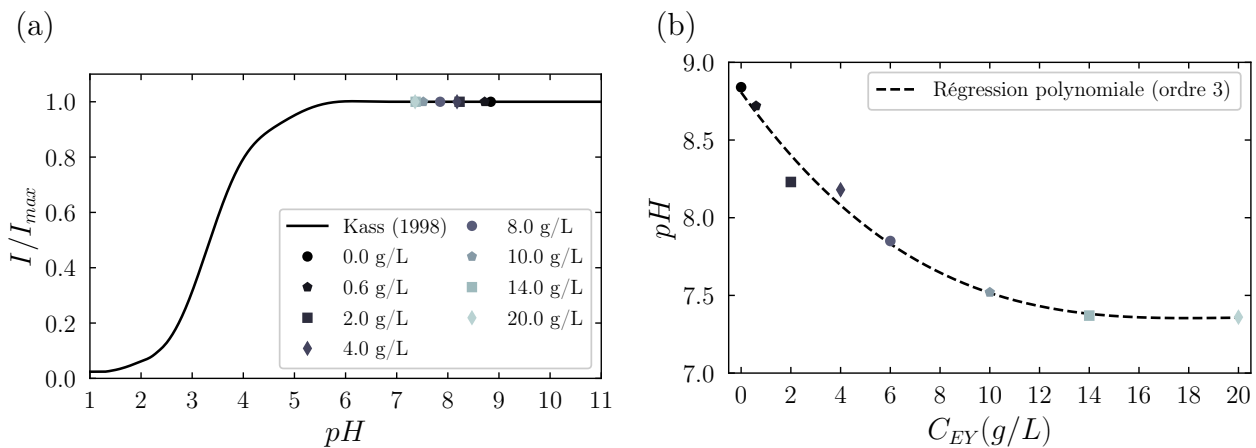 (a)
I/I_max
1.0
0.8
0.6
0.4
0.2
0.0
Kass (1998)
0.0 g/L
0.6 g/L
2.0 g/L
4.0 g/L
8.0 g/L
10.0 g/L
14.0 g/L
20.0 g/L
1 2 3 4 5 6 7 8 9 10 11
pH
(b)
pH
9.0
8.5
8.0
7.5
7.0
Régression polynomiale (ordre 3)
0 2 4 6 8 10 12 14 16 18 20
C_EY(g/L)